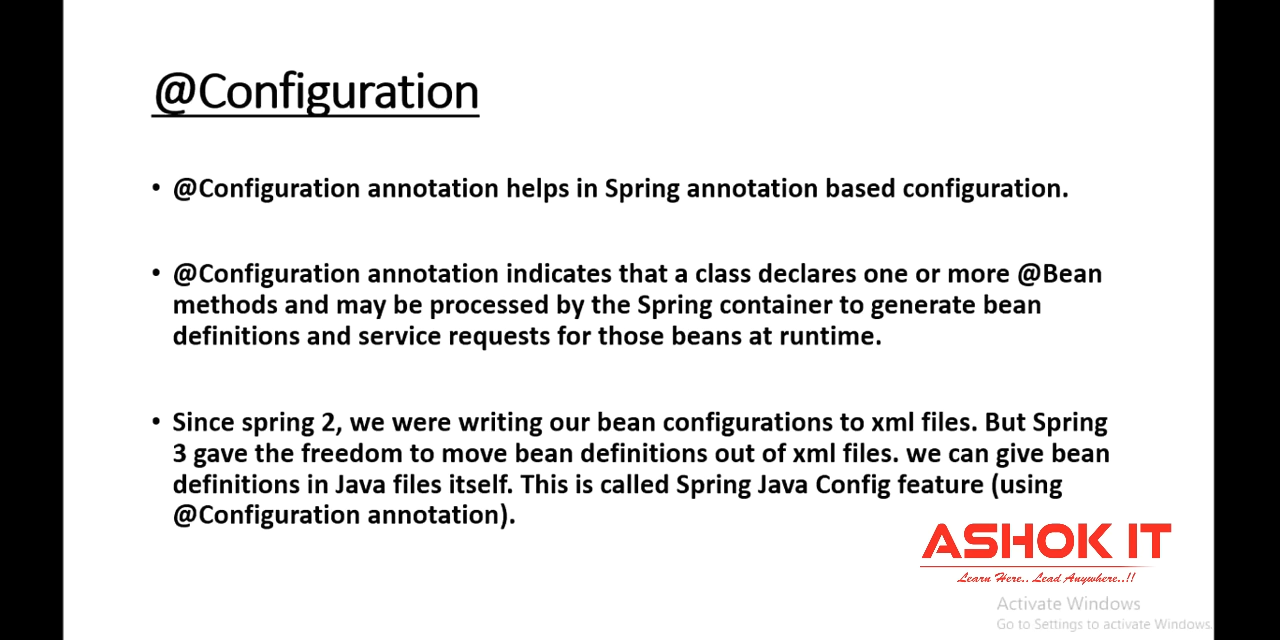 @Configuration
• @Configuration annotation helps in Spring annotation based configuration.
• @Configuration annotation indicates that a class declares one or more @Bean
methods and may be processed by the Spring container to generate bean
definitions and service requests for those beans at runtime.
• Since spring 2, we were writing our bean configurations to xml files. But Spring
3 gave the freedom to move bean definitions out of xml files. we can give bean
definitions in Java files itself. This is called Spring Java Config feature (using
@Configuration annotation).
ASHOK IT
Learn Here.. Lead Anywhere..!!
Activate Windows
Go to Settings to activate Windows.